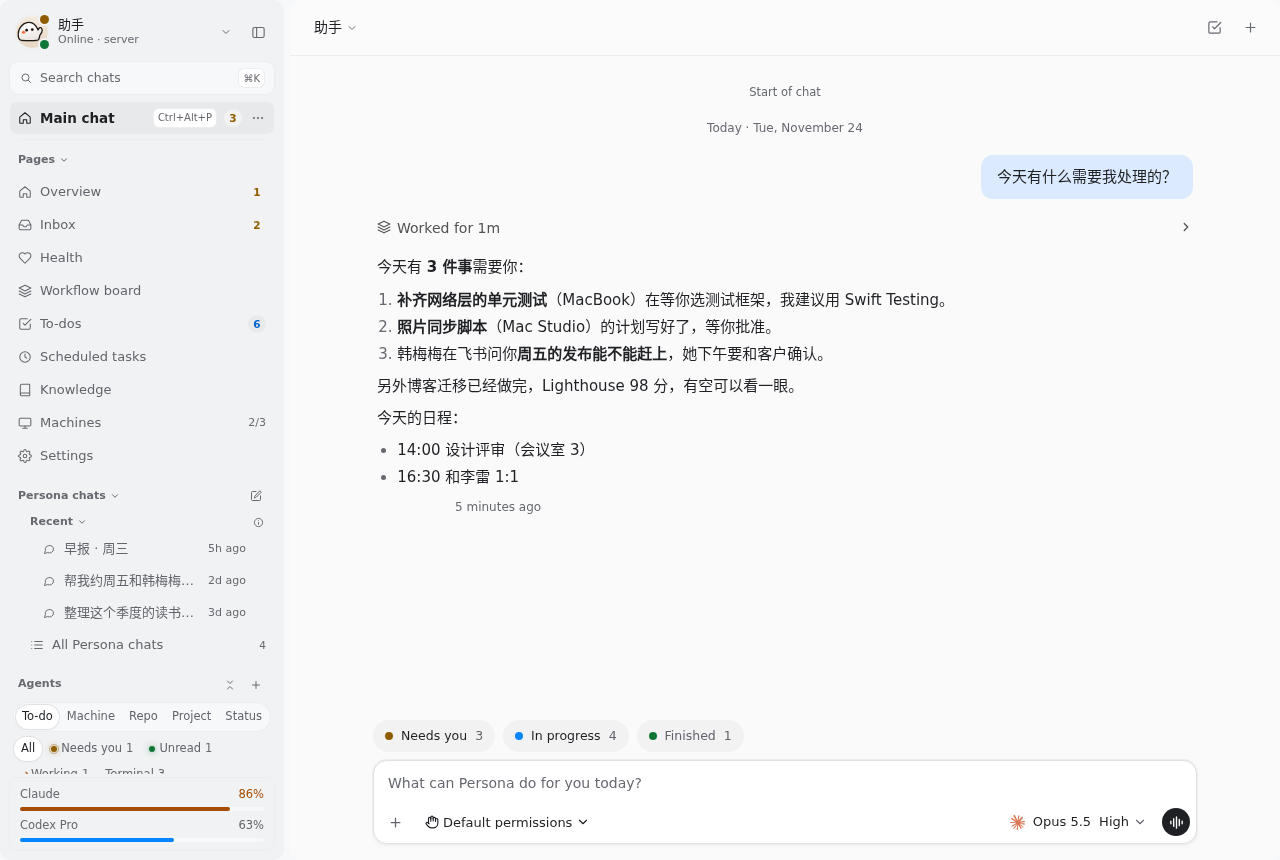 助手
Online · server
Search chats
⌘K
Main chat
Ctrl+Alt+P
3
Pages
Overview
1
Inbox
2
Health
Workflow board
To-dos
6
Scheduled tasks
Knowledge
Machines
2/3
Settings
Persona chats
Recent
早报 · 周三
5h ago
帮我约周五和韩梅梅…
2d ago
整理这个季度的读书…
3d ago
All Persona chats
4
Agents
To-do
Machine
Repo
Project
Status
All
Needs you 1
Unread 1
Working 1
Terminal 3
Claude
86%
Codex Pro
63%
助手
Start of chat
Today · Tue, November 24
今天有什么需要我处理的？
Worked for 1m
今天有 3 件事需要你：
1. 补齐网络层的单元测试（MacBook）在等你选测试框架，我建议用 Swift Testing。
2. 照片同步脚本（Mac Studio）的计划写好了，等你批准。
3. 韩梅梅在飞书问你周五的发布能不能赶上，她下午要和客户确认。
另外博客迁移已经做完，Lighthouse 98 分，有空可以看一眼。
今天的日程：
• 14:00 设计评审（会议室 3）
• 16:30 和李雷 1:1
5 minutes ago
Needs you 3
In progress 4
Finished 1
What can Persona do for you today?
Default permissions
Opus 5.5 High